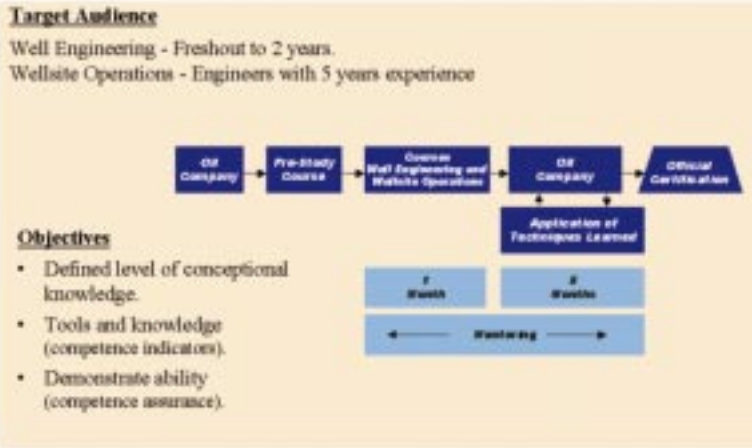 Target Audience
Well Engineering - Freshout to 2 years.
Wellsite Operations - Engineers with 5 years experience
Oil
Company
Pre-Study
Course
Courses
Well Engineering and
Wellsite Operations
Oil
Company
Official
Certification
Application of
Techniques Learned
Objectives
• Defined level of conceptional
knowledge.
• Tools and knowledge
(competence indicators).
• Demonstrate ability
(competence assurance).
Month
Months
Mentoring